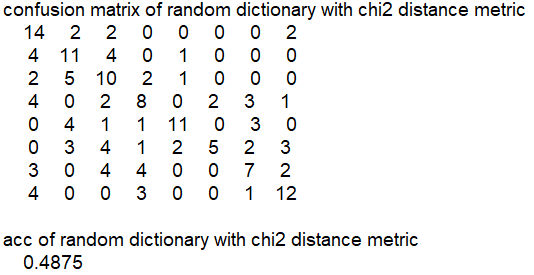 confusion matrix of random dictionary with chi2 distance metric
14 2 2 0 0 0 0 2
4 11 4 0 1 0 0 0
2 5 10 2 1 0 0 0
4 0 2 8 0 2 3 1
0 4 1 1 11 0 3 0
0 3 4 1 2 5 2 3
3 0 4 4 0 0 7 2
4 0 0 3 0 0 1 12
acc of random dictionary with chi2 distance metric
0.4875